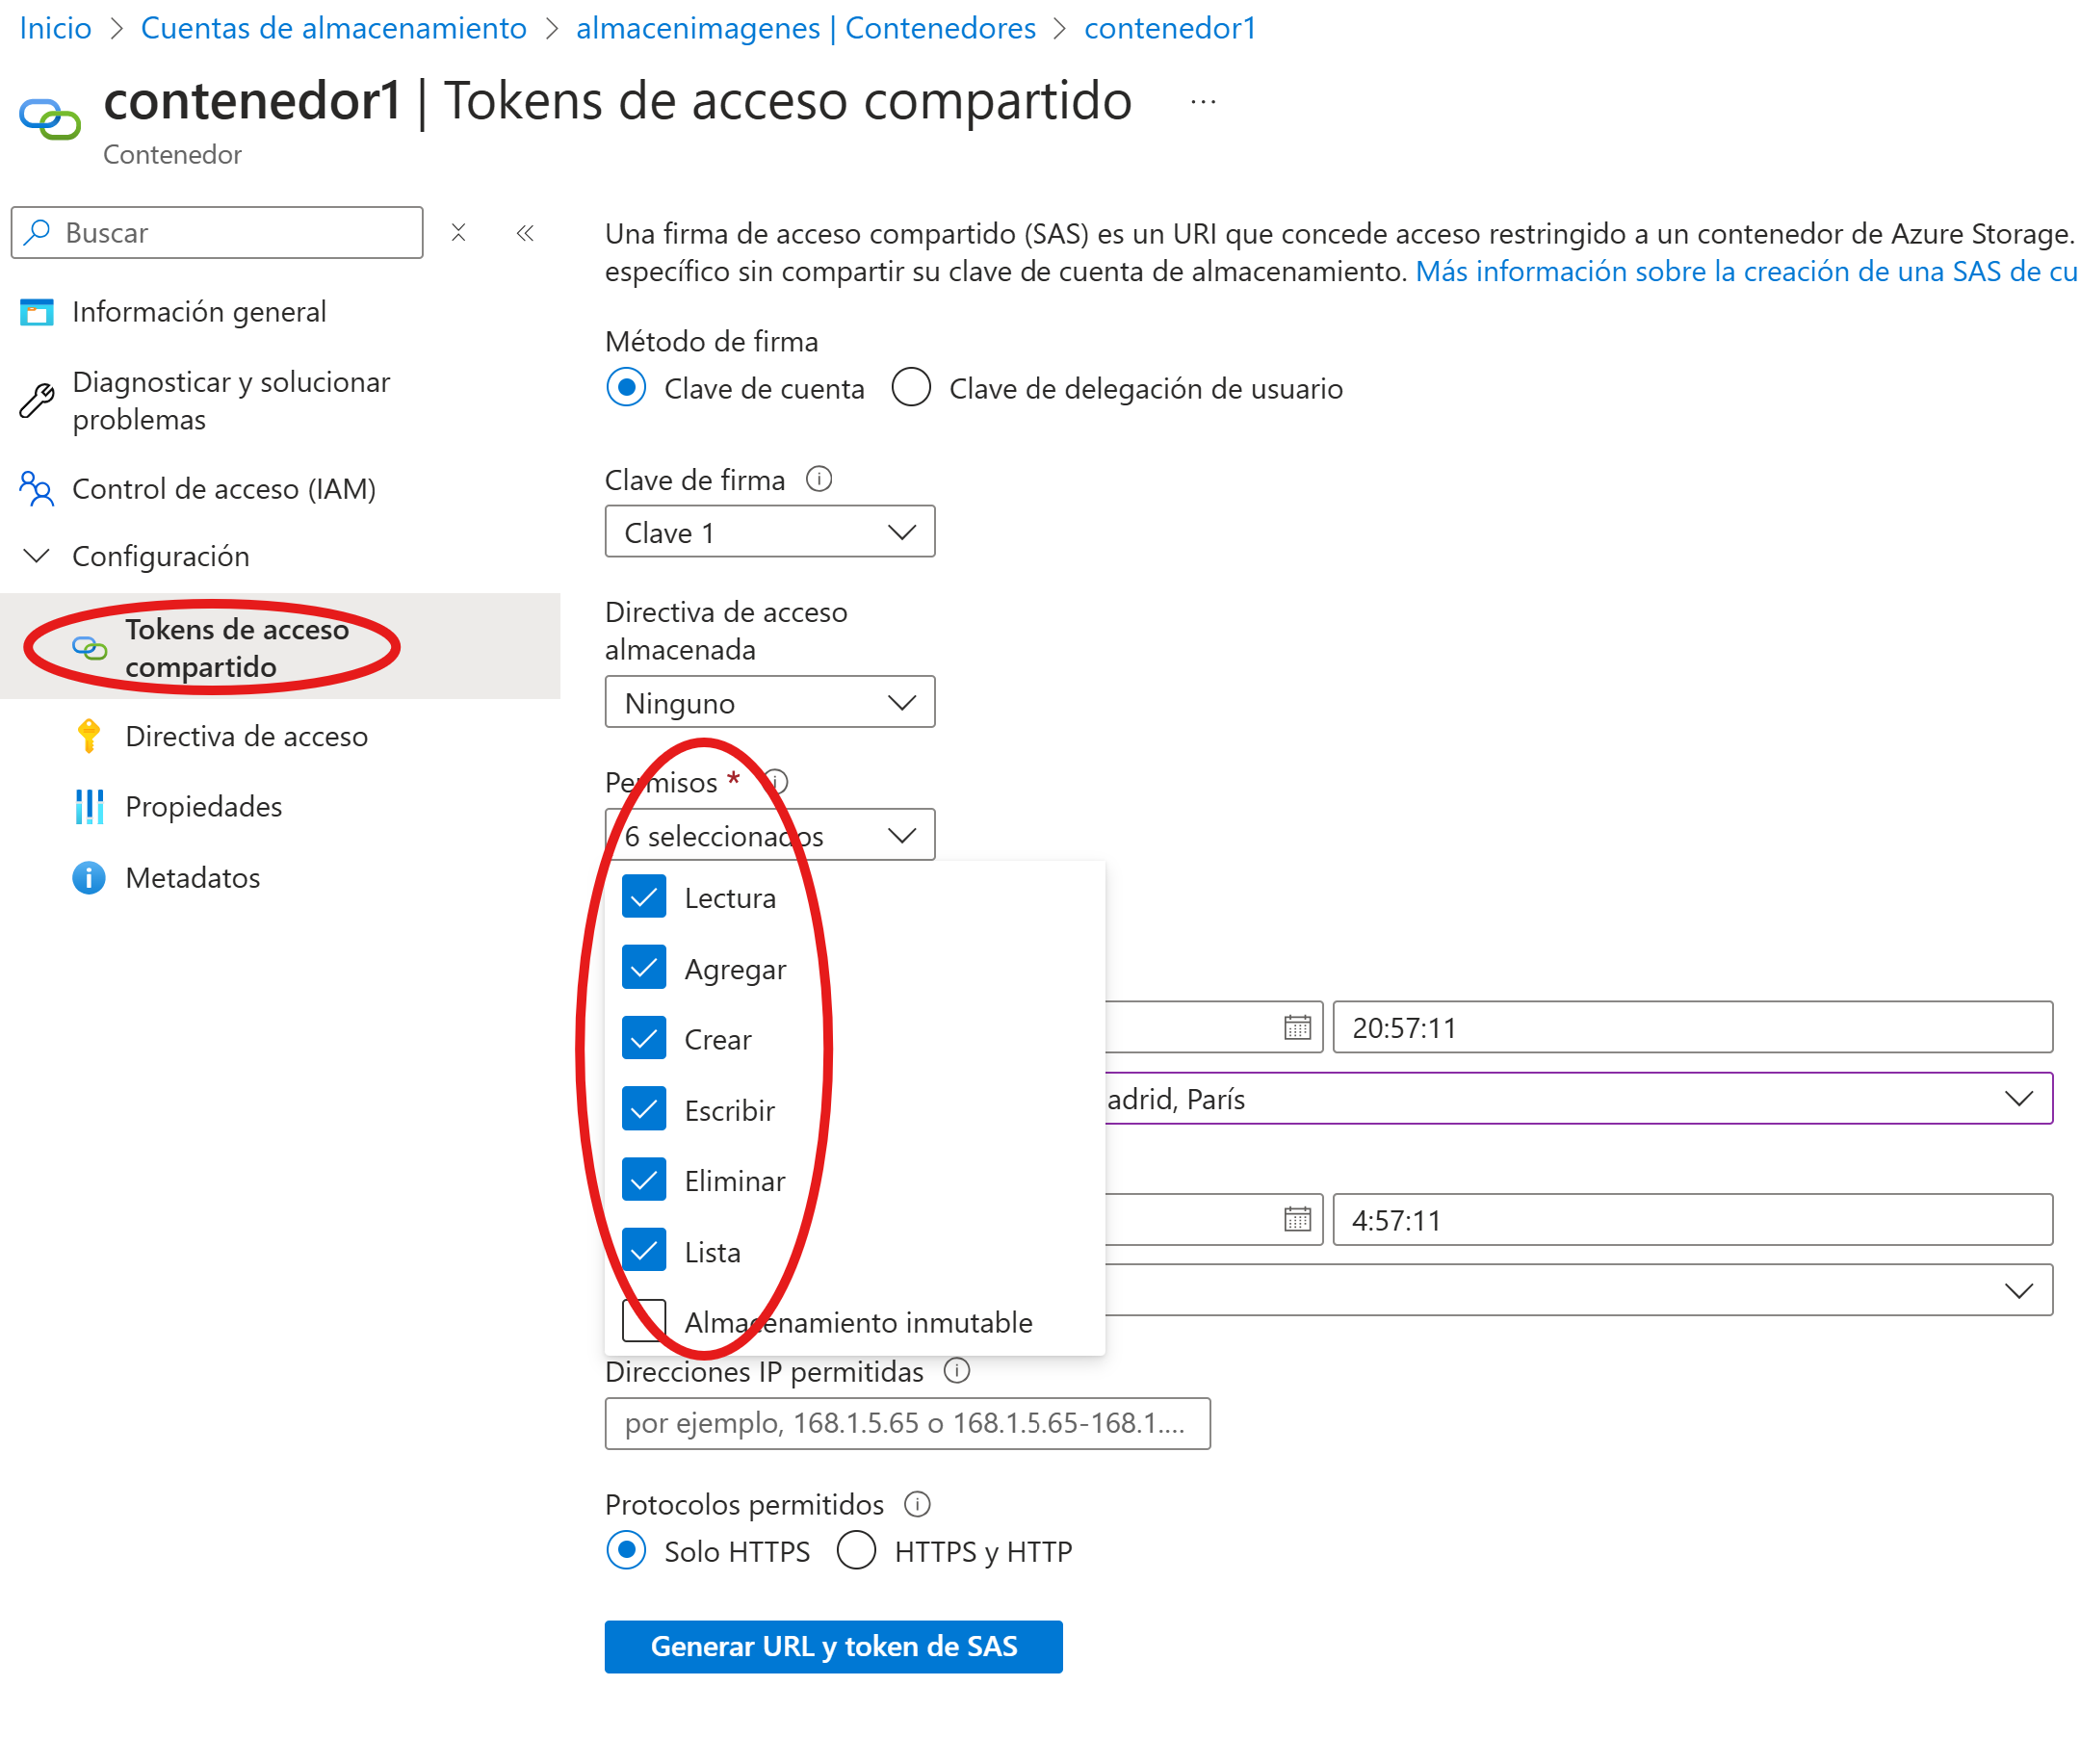 Inicio > Cuentas de almacenamiento > almacenimagenes | Contenedores > contenedor1
contenedor1 | Tokens de acceso compartido ...
Contenedor
Buscar
Información general
Diagnosticar y solucionar
problemas
Control de acceso (IAM)
Configuración
Tokens de acceso
compartido
Directiva de acceso
Propiedades
Metadatos
Una firma de acceso compartido (SAS) es un URI que concede acceso restringido a un contenedor de Azure Storage.
específico sin compartir su clave de cuenta de almacenamiento. Más información sobre la creación de una SAS de cu
Método de firma
Clave de cuenta Clave de delegación de usuario
Clave de firma
Clave 1
Directiva de acceso
almacenada
Ninguno
Permisos *
6 seleccionados
Lectura
Agregar
Crear
Escribir
Eliminar
Lista
Almacenamiento inmutable
20:57:11
adrid, París
4:57:11
Direcciones IP permitidas
por ejemplo, 168.1.5.65 o 168.1.5.65-168.1....
Protocolos permitidos
Solo HTTPS HTTPS y HTTP
Generar URL y token de SAS